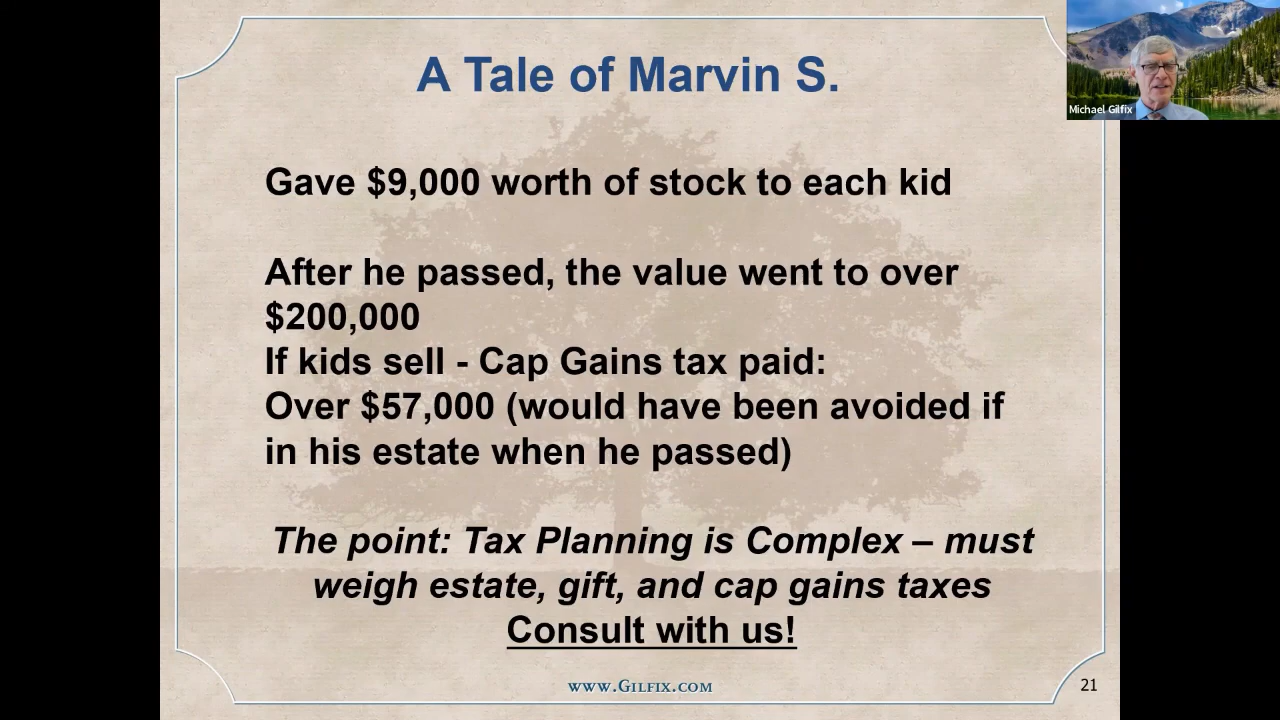 A Tale of Marvin S.
Michael Gilfix
Gave $9,000 worth of stock to each kid
After he passed, the value went to over
$200,000
If kids sell - Cap Gains tax paid:
Over $57,000 (would have been avoided if
in his estate when he passed)
The point: Tax Planning is Complex – must
weigh estate, gift, and cap gains taxes
Consult with us!
www.Gilfix.com
21